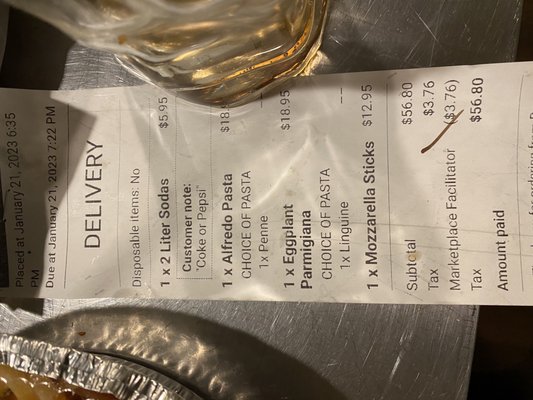 Placed at January 21, 2023 6:35
PM
Due at January 21, 2023 7:22 PM
DELIVERY
Disposable Items: No
1 x 2 Liter Sodas $5.95
Customer note:
"Coke or Pepsi"
1 x Alfredo Pasta
CHOICE OF PASTA --
1x Penne
1 x Eggplant $18.95
Parmigiana
CHOICE OF PASTA --
1x Linguine
1 x Mozzarella Sticks $12.95
Subtotal $56.80
Tax $3.76
Marketplace Facilitator ($3.76)
Tax
Amount paid $56.80